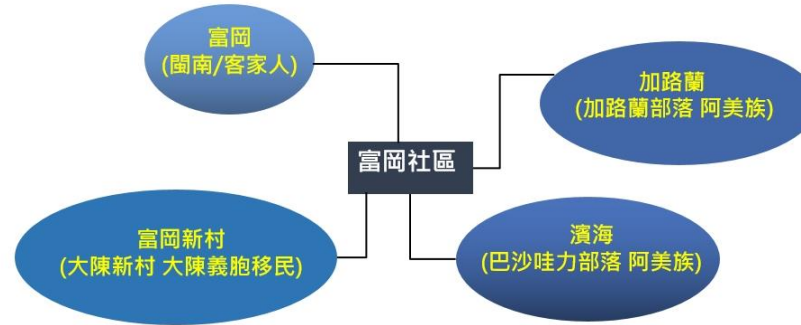 富岡
(閩南/客家人)
加路蘭
(加路蘭部落 阿美族)
富岡社區
富岡新村
(大陳新村 大陳義胞移民)
濱海
(巴沙哇力部落 阿美族)